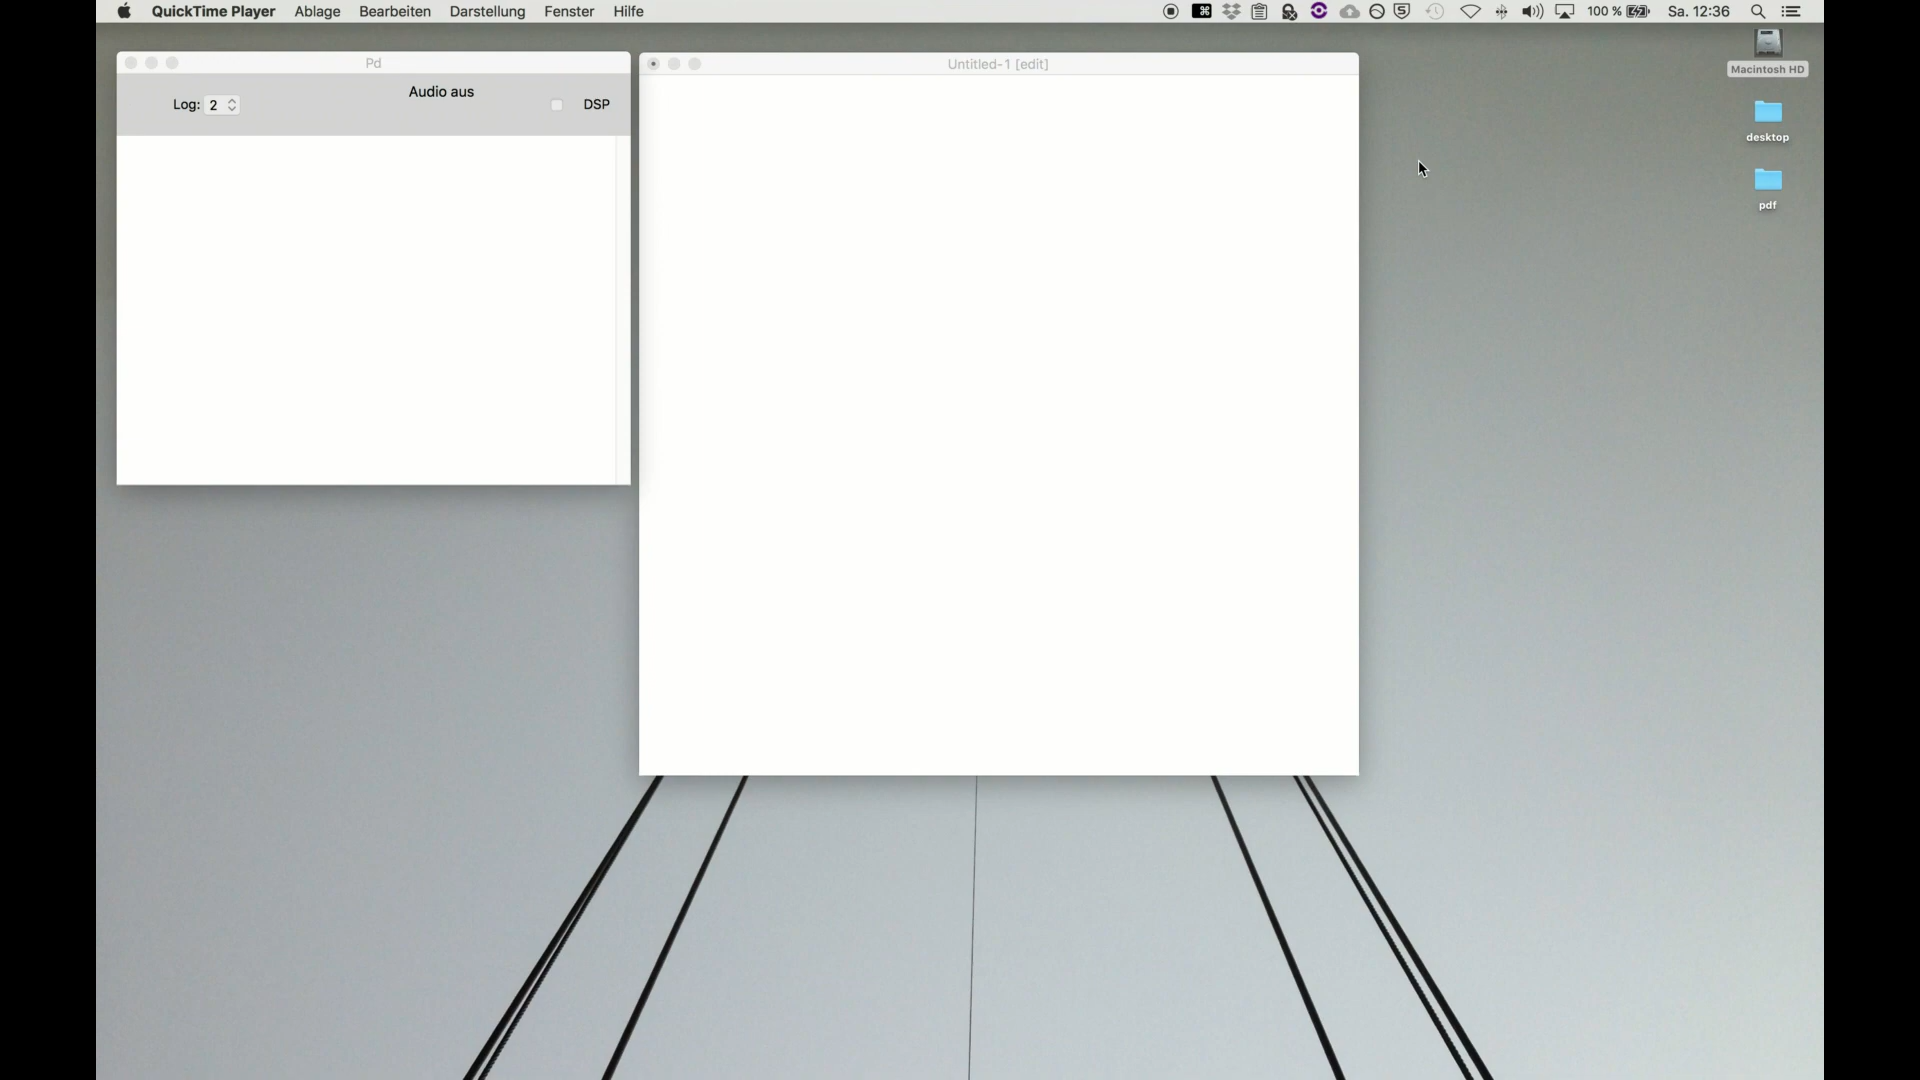 QuickTime Player Ablage Bearbeiten Darstellung Fenster Hilfe 100 % Sa. 12:36
Pd
Log: 2 Audio aus DSP
Untitled-1 [edit]
Macintosh HD
desktop
pdf